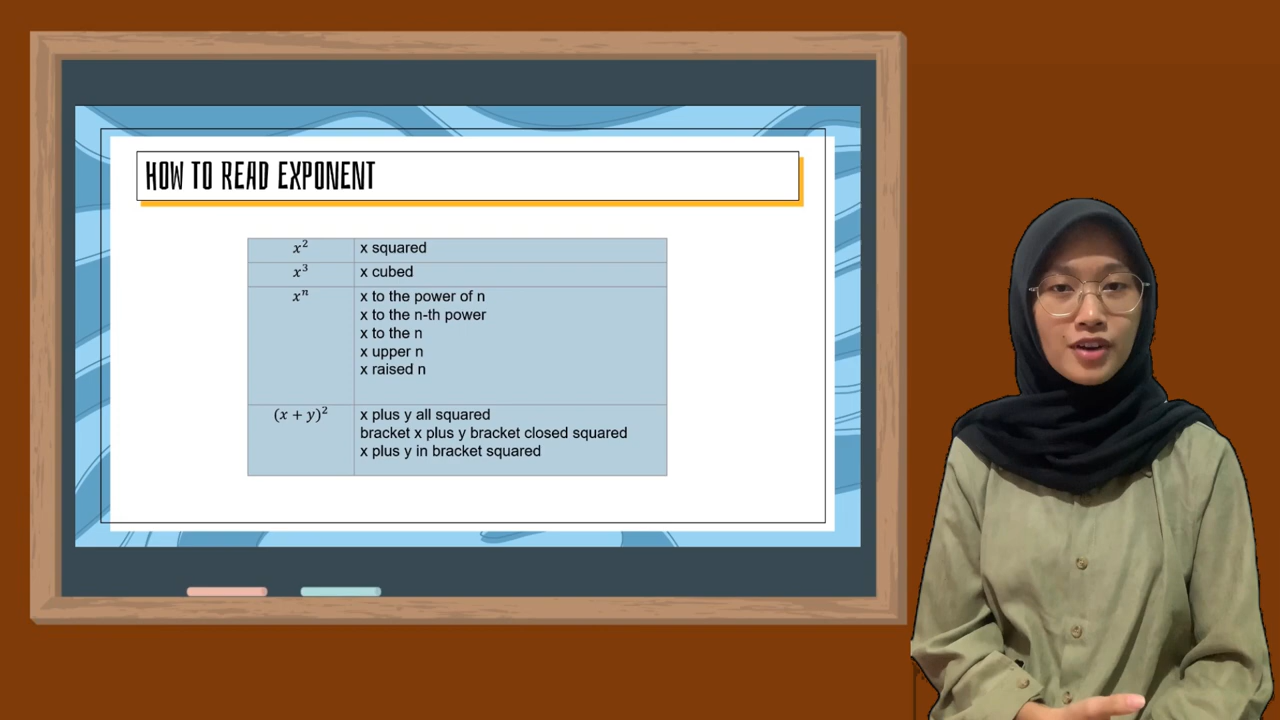 HOW TO READ EXPONENT
x² x squared
x³ x cubed
xⁿ x to the power of n
x to the n-th power
x to the n
x upper n
x raised n
(x + y)² x plus y all squared
bracket x plus y bracket closed squared
x plus y in bracket squared